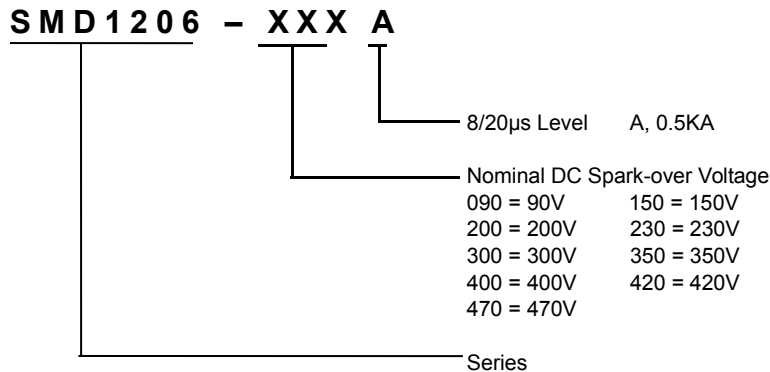 SMD1206 – XXX A
8/20µs Level A, 0.5KA
Nominal DC Spark-over Voltage
090 = 90V 150 = 150V
200 = 200V 230 = 230V
300 = 300V 350 = 350V
400 = 400V 420 = 420V
470 = 470V
Series